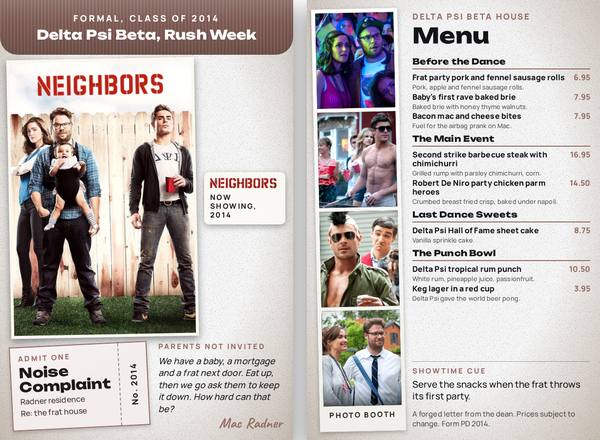 FORMAL, CLASS OF 2014
Delta Psi Beta, Rush Week
NEIGHBORS
NEIGHBORS
NOW
SHOWING,
2014
ADMIT ONE
Noise
Complaint
Radner residence
Re: the frat house
No. 2014
PARENTS NOT INVITED
We have a baby, a mortgage
and a frat next door. Eat up,
then we go ask them to keep
it down. How hard can that
be?
Mac Radner
PHOTO BOOTH
DELTA PSI BETA HOUSE
Menu
Before the Dance
Frat party pork and fennel sausage rolls 6.95
Pork, apple and fennel sausage rolls.
Baby's first rave baked brie 7.95
Baked brie with honey thyme walnuts.
Bacon mac and cheese bites 7.95
Fuel for the airbag prank on Mac.
The Main Event
Second strike barbecue steak with 16.95
chimichurri
Grilled rump with parsley chimichurri, corn.
Robert De Niro party chicken parm 14.50
heroes
Crumbed breast fried crisp, baked under napoli.
Last Dance Sweets
Delta Psi Hall of Fame sheet cake 8.75
Vanilla sprinkle cake.
The Punch Bowl
Delta Psi tropical rum punch 10.50
White rum, pineapple juice, passionfruit.
Keg lager in a red cup 3.95
Delta Psi gave the world beer pong.
SHOWTIME CUE
Serve the snacks when the frat throws
its first party.
A forged letter from the dean. Prices subject to
change. Form PD 2014.